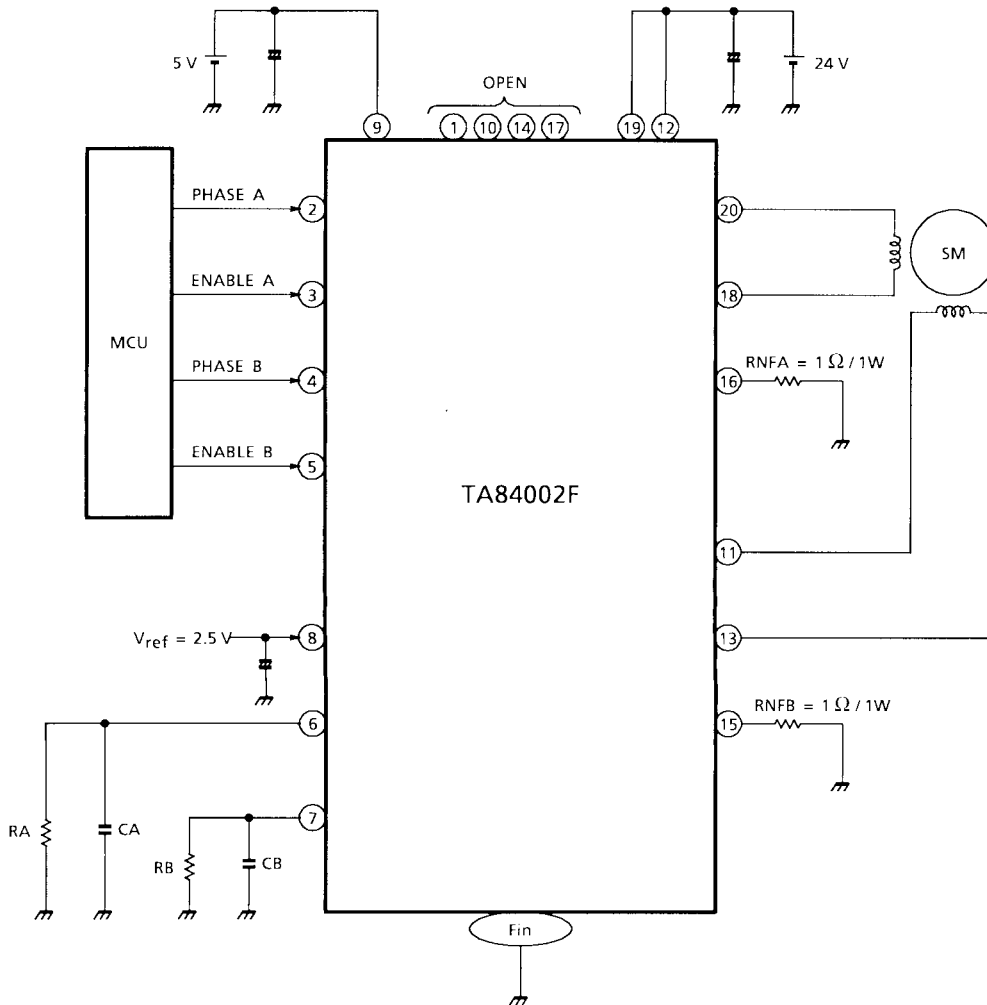 5 V
24 V
OPEN
9
1
10
14
17
19
12
PHASE A
2
20
SM
ENABLE A
3
18
MCU
PHASE B
4
16
RNFA = 1 Ω / 1W
ENABLE B
5
TA84002F
11
Vref = 2.5 V
8
13
6
15
RNFB = 1 Ω / 1W
7
RA
CA
RB
CB
Fin